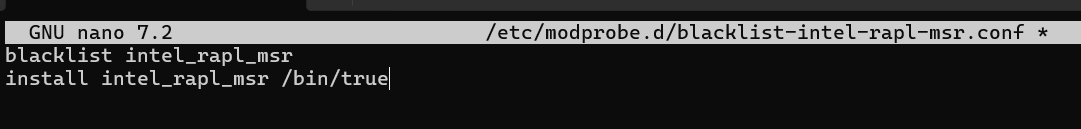 GNU nano 7.2 /etc/modprobe.d/blacklist-intel-rapl-msr.conf *
blacklist intel_rapl_msr
install intel_rapl_msr /bin/true